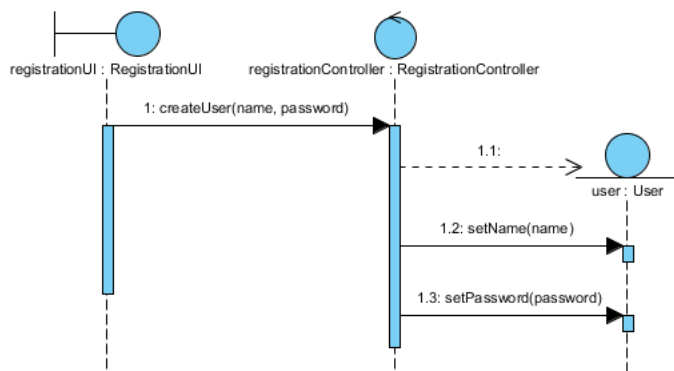 registrationUI : RegistrationUI
registrationController : RegistrationController
1: createUser(name, password)
1.1:
user : User
1.2: setName(name)
1.3: setPassword(password)